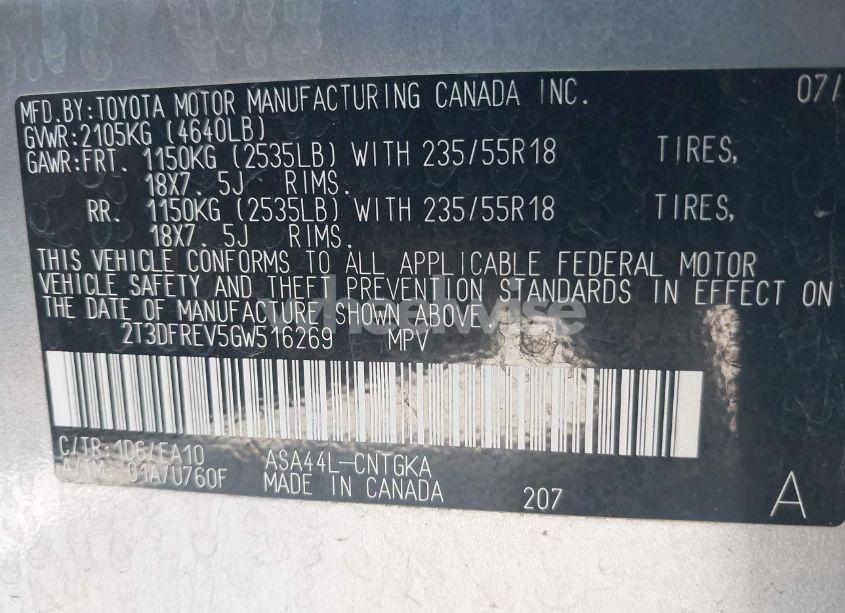 MFD.BY:TOYOTA MOTOR MANUFACTURING CANADA INC. 07/
GVWR:2105KG (4640LB)
GAWR:FRT. 1150KG (2535LB) WITH 235/55R18 TIRES,
18X7.5J RIMS.
RR. 1150KG (2535LB) WITH 235/55R18 TIRES,
18X7.5J RIMS.
THIS VEHICLE CONFORMS TO ALL APPLICABLE FEDERAL MOTOR
VEHICLE SAFETY AND THEFT PREVENTION STANDARDS IN EFFECT ON
THE DATE OF MANUFACTURE SHOWN ABOVE
wheelwise
2T3DFREV5GW516269 MPV
C/TR:1D6/EA10 ASA44L-CNTGKA
A/TM 01A/U760F MADE IN CANADA 207 A